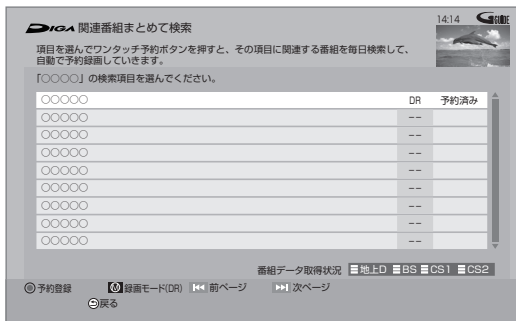 DIGA 関連番組まとめて検索
14:14 G GUIDE
項目を選んでワンタッチ予約ボタンを押すと、その項目に関連する番組を毎日検索して、
自動で予約録画していきます。
「○○○○」の検索項目を選んでください。
○○○○○ DR 予約済み
○○○○○ --
○○○○○ --
○○○○○ --
○○○○○ --
○○○○○ --
○○○○○ --
○○○○○ --
○○○○○ --
番組データ取得状況 地上D BS CS1 CS2
予約登録 録画モード(DR) 前ページ 次ページ
戻る